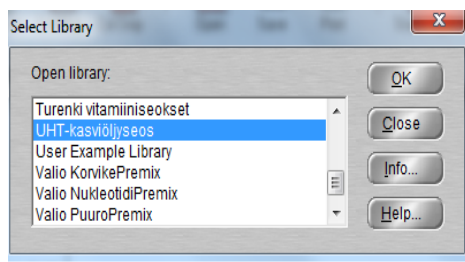 Select Library
Open library:
Turenki vitamiiniseokset
UHT-kasviöljyseos
User Example Library
Valio KorvikePremix
Valio NukleotidiPremix
Valio PuuroPremix
OK
Close
Info...
Help...